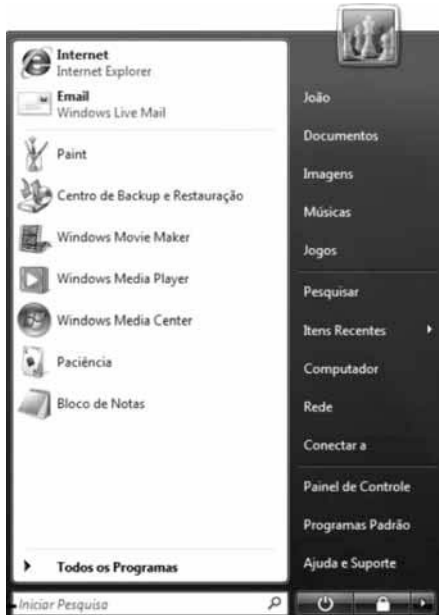 Internet
Internet Explorer
Email
Windows Live Mail
Paint
Centro de Backup e Restauração
Windows Movie Maker
Windows Media Player
Windows Media Center
Paciência
Bloco de Notas
Todos os Programas
Iniciar Pesquisa
João
Documentos
Imagens
Músicas
Jogos
Pesquisar
Itens Recentes
Computador
Rede
Conectar a
Painel de Controle
Programas Padrão
Ajuda e Suporte